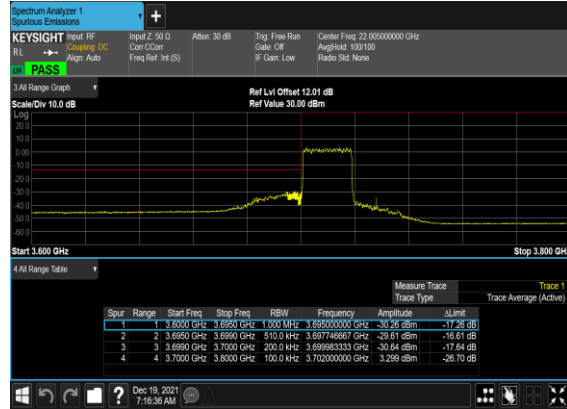 Spectrum Analyzer 1
Spurious Emissions
+
KEYSIGHT Input: RF Input Z: 50 Ω Atten: 30 dB Trig: Free Run Center Freq: 22.005000000 GHz
RL Coupling: DC Corr CCorr Gate: Off Avg|Hold: 100/100
Align: Auto Freq Ref: Int (S) IF Gain: Low Radio Std: None
PASS
3 All Range Graph Ref Lvl Offset 12.01 dB
Scale/Div 10.0 dB Ref Value 30.00 dBm
Log
20.0
10.0
0.00
-10.0
-20.0
-30.0
-40.0
-50.0
-60.0
Start 3.600 GHz Stop 3.800 GH
4 All Range Table
Measure Trace Trace 1
Trace Type Trace Average (Active)
Spur Range Start Freq Stop Freq RBW Frequency Amplitude ΔLimit
1 1 3.6000 GHz 3.6950 GHz 1.000 MHz 3.695000000 GHz -30.26 dBm -17.26 dB
2 2 3.6950 GHz 3.6990 GHz 510.0 kHz 3.697746667 GHz -29.61 dBm -16.61 dB
3 3 3.6990 GHz 3.7000 GHz 200.0 kHz 3.699983333 GHz -30.64 dBm -17.64 dB
4 4 3.7000 GHz 3.8000 GHz 100.0 kHz 3.702000000 GHz 3.299 dBm -26.70 dB
? Dec 19, 2021
7:16:36 AM